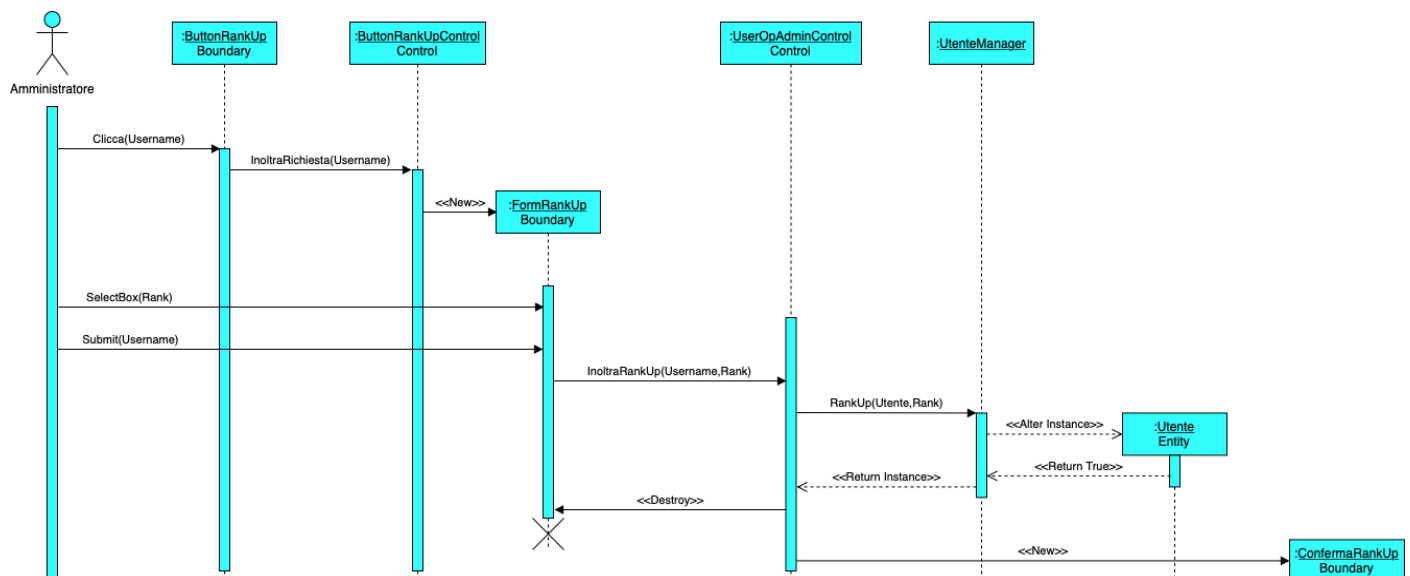 Amministratore
:ButtonRankUp
Boundary
:ButtonRankUpControl
Control
:UserOpAdminControl
Control
:UtenteManager
Clicca(Username)
InoltraRichiesta(Username)
<<New>>
:FormRankUp
Boundary
SelectBox(Rank)
Submit(Username)
InoltraRankUp(Username,Rank)
RankUp(Utente,Rank)
<<Alter Instance>>
:Utente
Entity
<<Return True>>
<<Return Instance>>
<<Destroy>>
<<New>>
:ConfermaRankUp
Boundary